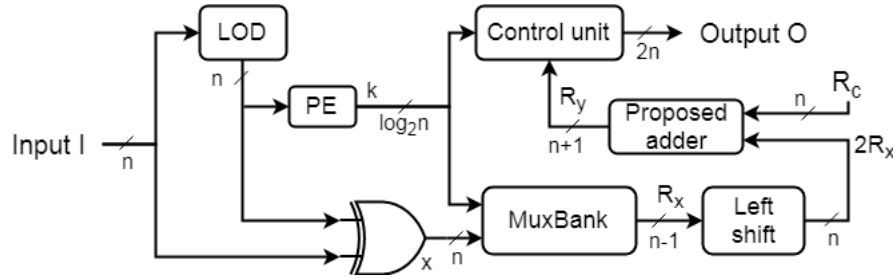 LOD
Control unit
2n
Output O
n
PE
k
log₂n
R_y
n+1
Proposed
adder
n
R_c
2R_x
Input I
n
x
n
MuxBank
R_x
n-1
Left
shift
n